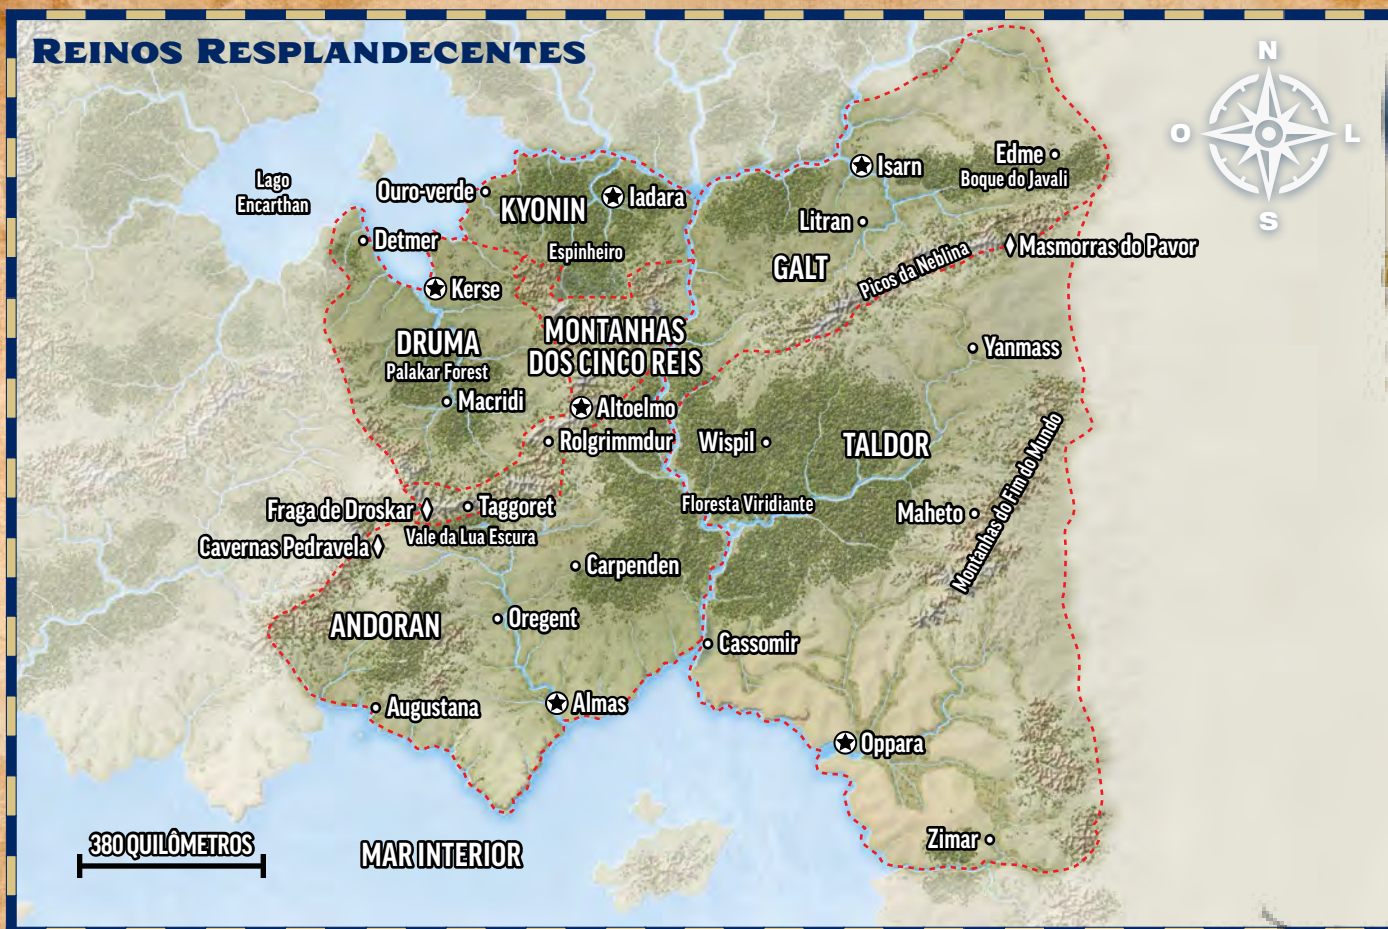 REINOS RESPLANDECENTES
N
O
L
S
Lago
Encarthan
Ouro-verde
KYONIN
Iadara
Isarn
Edme
Boque do Javali
Litran
Detmer
Espinheiro
GALT
Picos da Neblina
Masmorras do Pavor
Kerse
DRUMA
Palakar Forest
MONTANHAS
DOS CINCO REIS
Yanmass
Macridi
Altoelmo
Rolgrimmdur
Wispil
TALDOR
Montanhas do Fim do Mundo
Fraga de Droskar
Taggoret
Floresta Viridiante
Maheto
Vale da Lua Escura
Cavernas Pedravela
Carpenden
ANDORAN
Oregent
Cassomir
Augustana
Almas
Oppara
Zimar
380 QUILÔMETROS
MAR INTERIOR